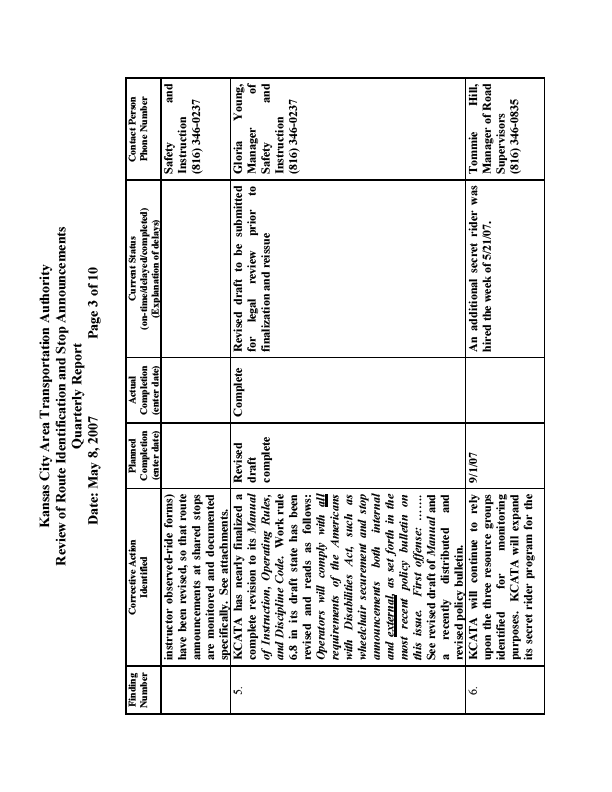 Kansas City Area Transportation Authority
Review of Route Identification and Stop Announcements
Quarterly Report
Date: May 8, 2007 Page 3 of 10
Finding
Number
Corrective Action
Identified
Planned
Completion
(enter date)
Actual
Completion
(enter date)
Current Status
(on-time/delayed/completed)
(Explanation of delays)
Contact Person
Phone Number
instructor observed-ride forms)
have been revised, so that route
announcements at shared stops
are monitored and documented
specifically. See attachments.
Safety and
Instruction
(816) 346-0237
5.
KCATA has nearly finalized a
complete revision to its Manual
of Instruction, Operating Rules,
and Discipline Code. Work rule
6.8 in its draft state has been
revised and reads as follows:
Operators will comply with all
requirements of the Americans
with Disabilities Act, such as
wheelchair securement and stop
announcements both internal
and external, as set forth in the
most recent policy bulletin on
this issue. First offense: …….
See revised draft of Manual and
a recently distributed and
revised policy bulletin.
Revised
draft
complete
Complete
Revised draft to be submitted
for legal review prior to
finalization and reissue
Gloria Young,
Manager of
Safety and
Instruction
(816) 346-0237
6.
KCATA will continue to rely
upon the three resource groups
identified for monitoring
purposes. KCATA will expand
its secret rider program for the
9/1/07
An additional secret rider was
hired the week of 5/21/07.
Tommie Hill,
Manager of Road
Supervisors
(816) 346-0835